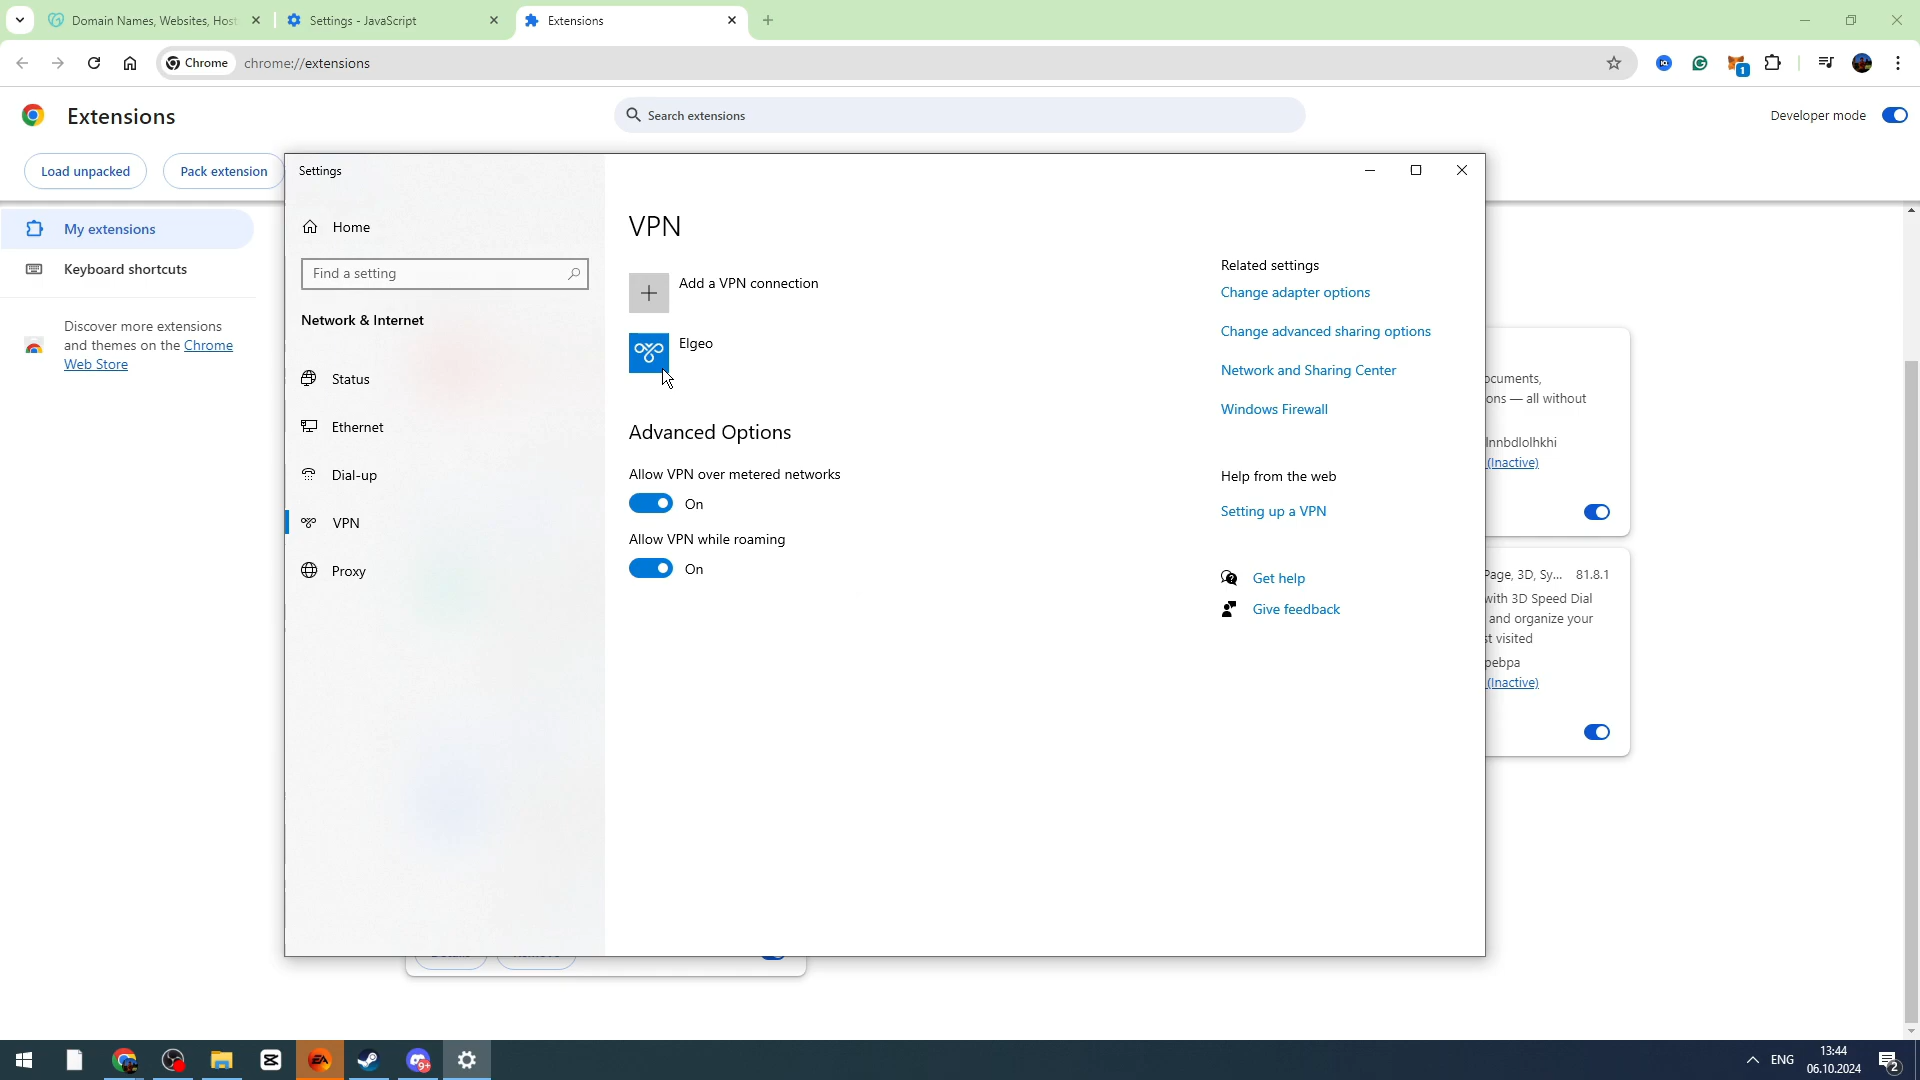 Domain Names, Websites, Host
Settings - JavaScript
Extensions
Chrome
chrome://extensions
1
Extensions
Search extensions
Developer mode
Load unpacked
Pack extension
My extensions
Keyboard shortcuts
Discover more extensions
and themes on the Chrome
Web Store
Settings
Home
Find a setting
Network & Internet
Status
Ethernet
Dial-up
VPN
Proxy
VPN
Add a VPN connection
Elgeo
Advanced Options
Allow VPN over metered networks
On
Allow VPN while roaming
On
Related settings
Change adapter options
Change advanced sharing options
Network and Sharing Center
Windows Firewall
Help from the web
Setting up a VPN
Get help
Give feedback
ocuments,
ons — all without
lnnbdlolhkhi
(Inactive)
Page, 3D, Sy... 81.8.1
with 3D Speed Dial
and organize your
st visited
pebpa
(Inactive)
EA
9+
ENG
13:44
06.10.2024
2